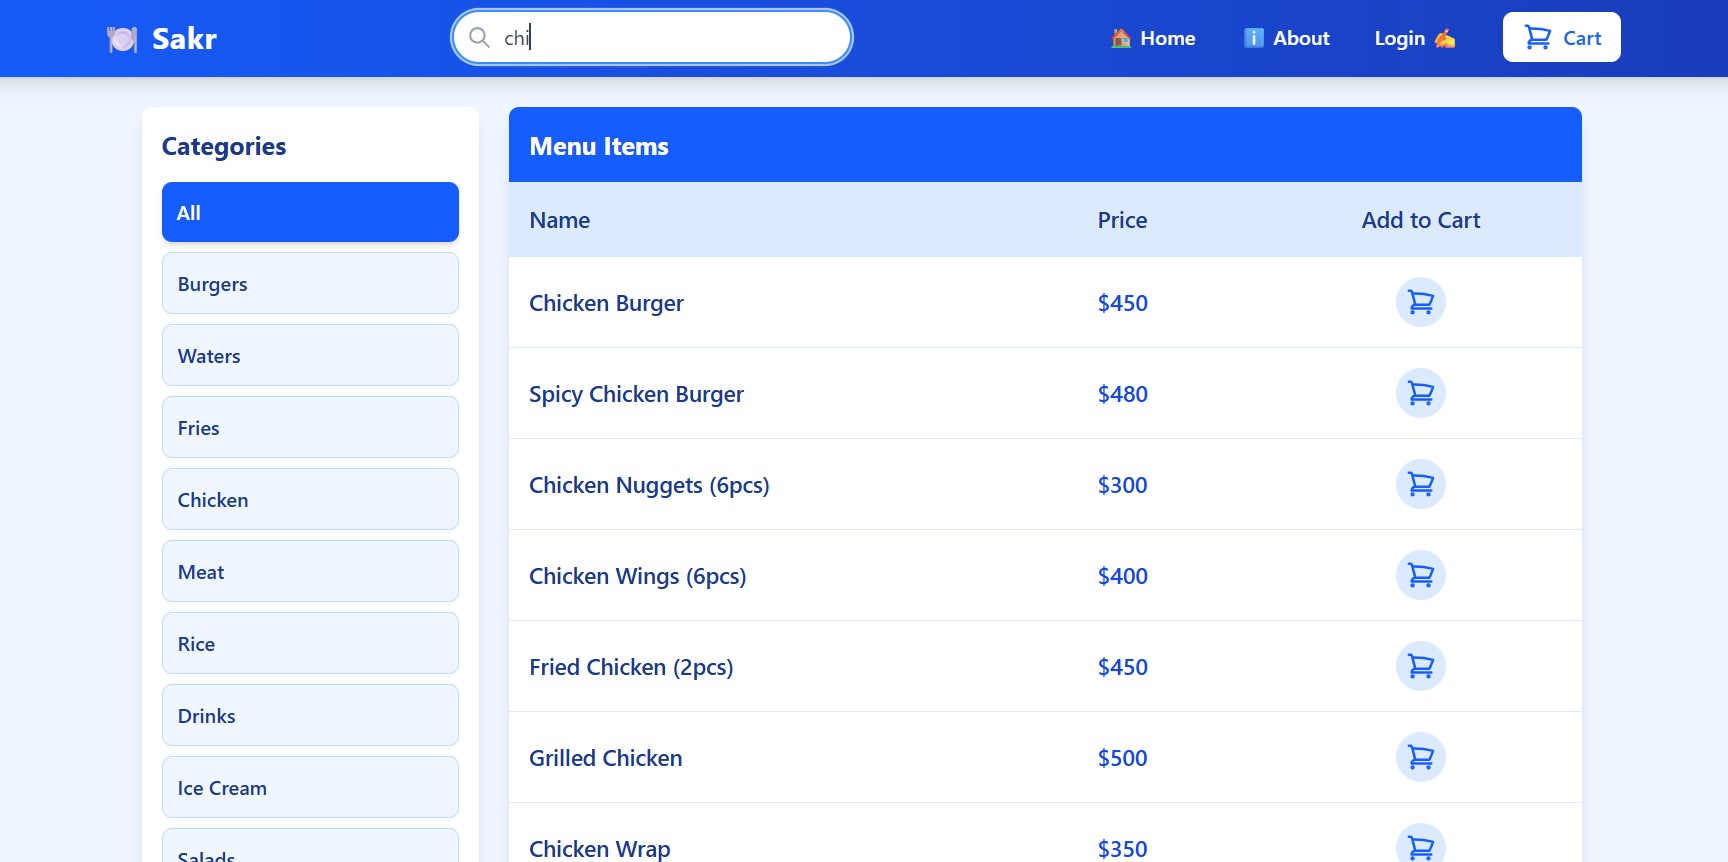 Sakr
chi
Home
About
Login
Cart
Categories
All
Burgers
Waters
Fries
Chicken
Meat
Rice
Drinks
Ice Cream
Salads
Menu Items
Name Price Add to Cart
Chicken Burger $450
Spicy Chicken Burger $480
Chicken Nuggets (6pcs) $300
Chicken Wings (6pcs) $400
Fried Chicken (2pcs) $450
Grilled Chicken $500
Chicken Wrap $350